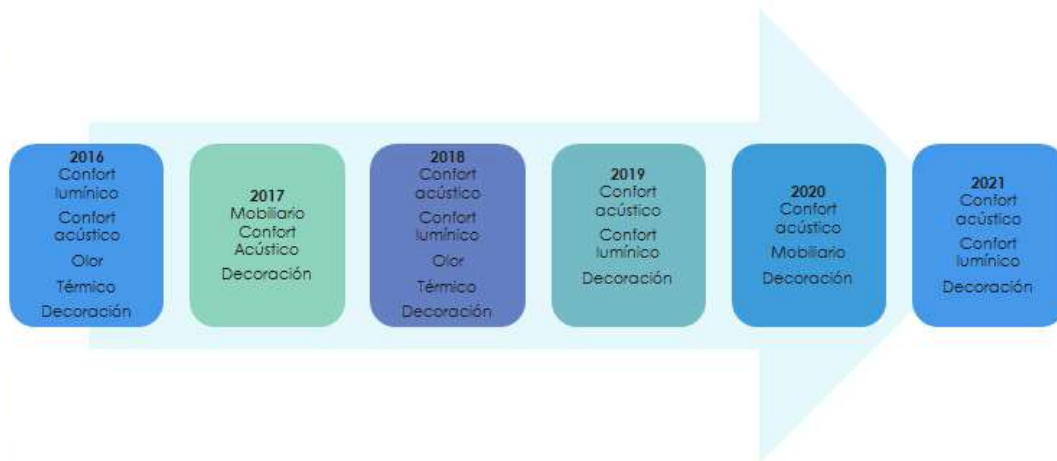 2016
Confort
lumínico
Confort
acústico
Olor
Térmico
Decoración
2017
Mobiliario
Confort
Acústico
Decoración
2018
Confort
acústico
Confort
lumínico
Olor
Térmico
Decoración
2019
Confort
acústico
Confort
lumínico
Decoración
2020
Confort
acústico
Mobiliario
Decoración
2021
Confort
acústico
Confort
lumínico
Decoración